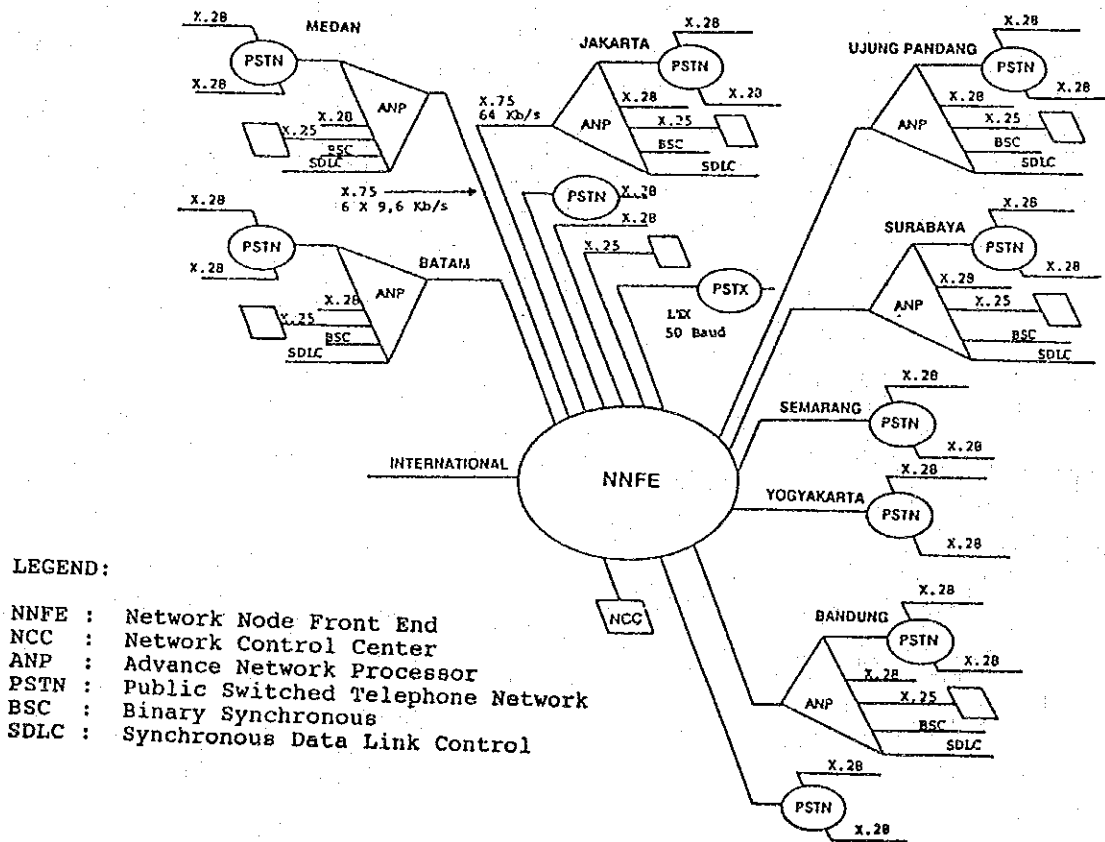 X.28
MEDAN
PSTN
X.28
ANP
X.28
X.25
BSC
SDLC
X.75
6 X 9,6 Kb/s
X.28
PSTN
X.28
BATAM
ANP
X.28
X.25
BSC
SDLC
JAKARTA
X.28
PSTN
X.28
X.75
64 Kb/s
ANP
X.28
X.25
BSC
SDLC
PSTN
X.28
X.28
X.25
PSTX
50 Baud
UJUNG PANDANG
X.28
PSTN
X.28
ANP
X.28
X.25
BSC
SDLC
SURABAYA
X.28
PSTN
X.28
ANP
X.28
X.25
BSC
SDLC
SEMARANG
X.28
PSTN
X.28
INTERNATIONAL
NNFE
YOGYAKARTA
X.28
PSTN
X.28
NCC
BANDUNG
X.28
PSTN
X.28
ANP
X.28
X.25
BSC
SDLC
X.28
PSTN
X.28
LEGEND:
NNFE : Network Node Front End
NCC : Network Control Center
ANP : Advance Network Processor
PSTN : Public Switched Telephone Network
BSC : Binary Synchronous
SDLC : Synchronous Data Link Control